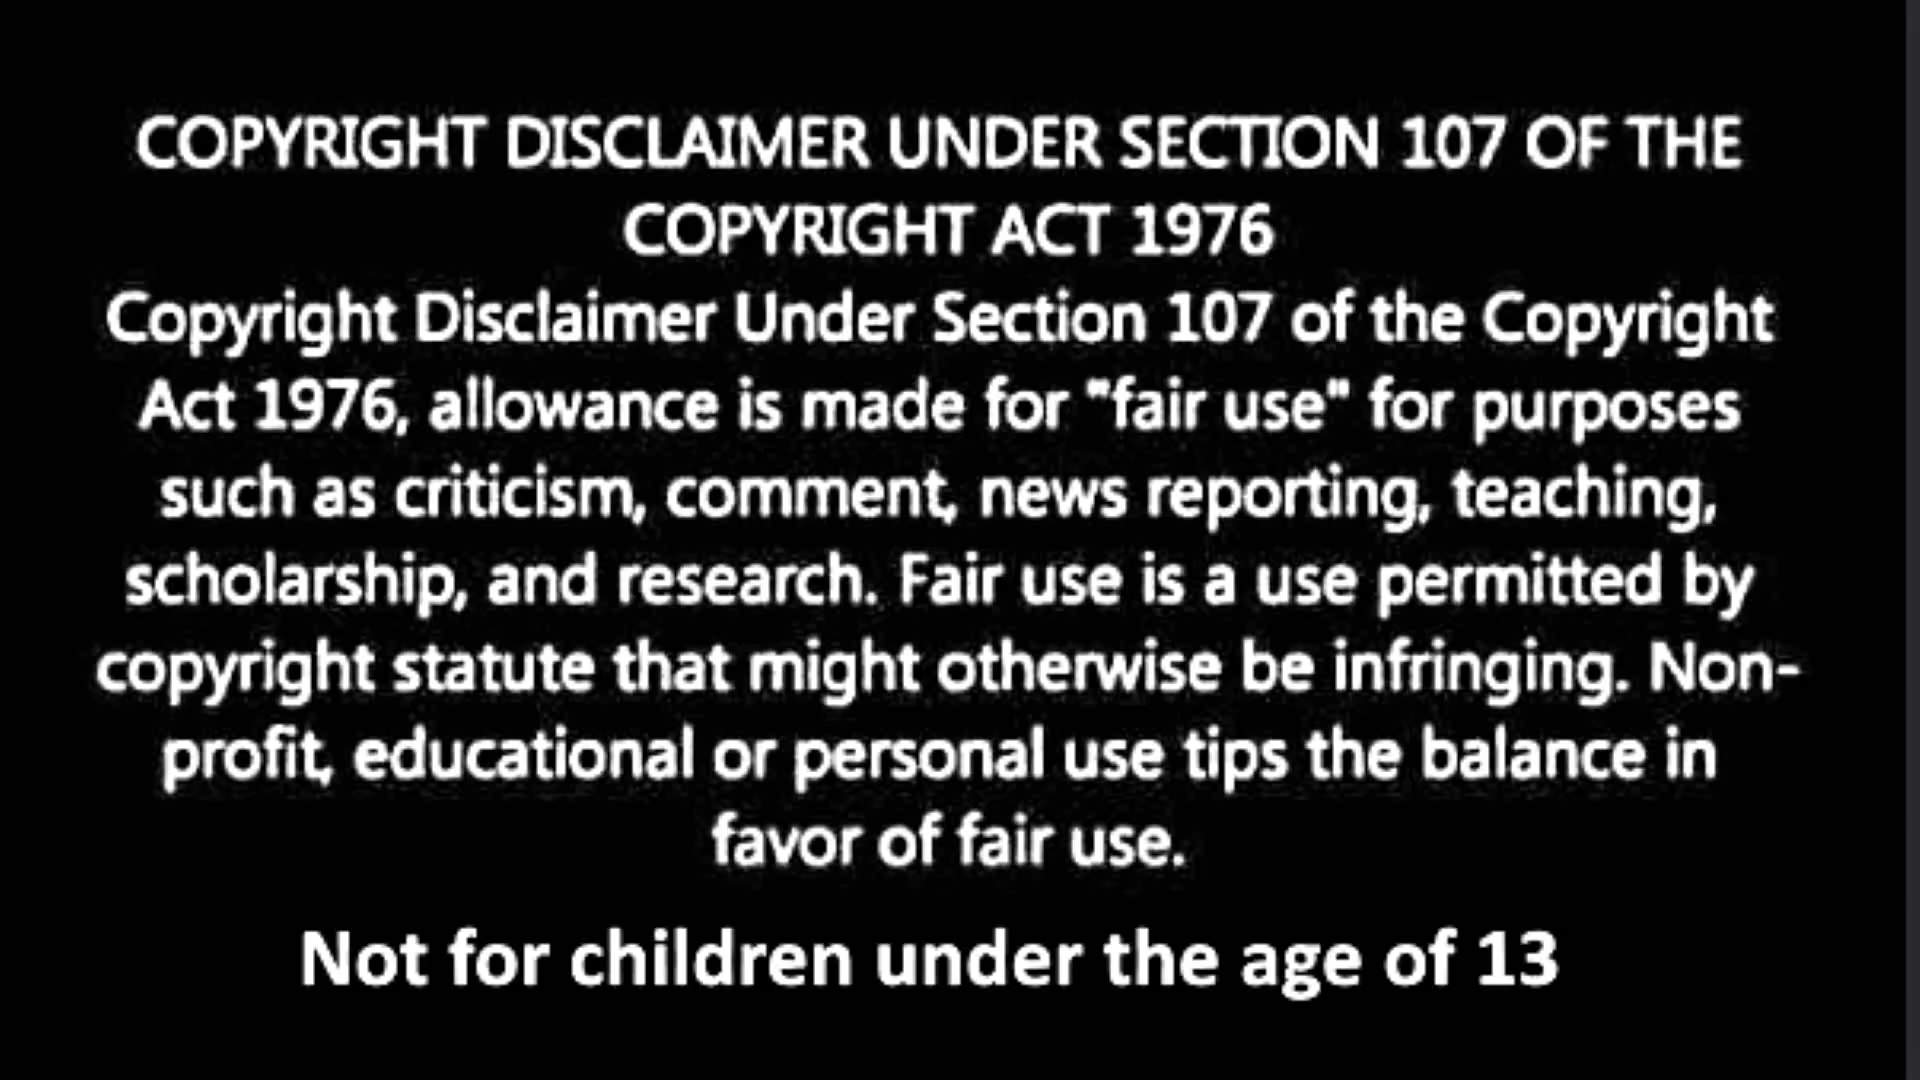 COPYRIGHT DISCLAIMER UNDER SECTION 107 OF THE
COPYRIGHT ACT 1976
Copyright Disclaimer Under Section 107 of the Copyright
Act 1976, allowance is made for "fair use" for purposes
such as criticism, comment, news reporting, teaching,
scholarship, and research. Fair use is a use permitted by
copyright statute that might otherwise be infringing. Non-
profit, educational or personal use tips the balance in
favor of fair use.
Not for children under the age of 13